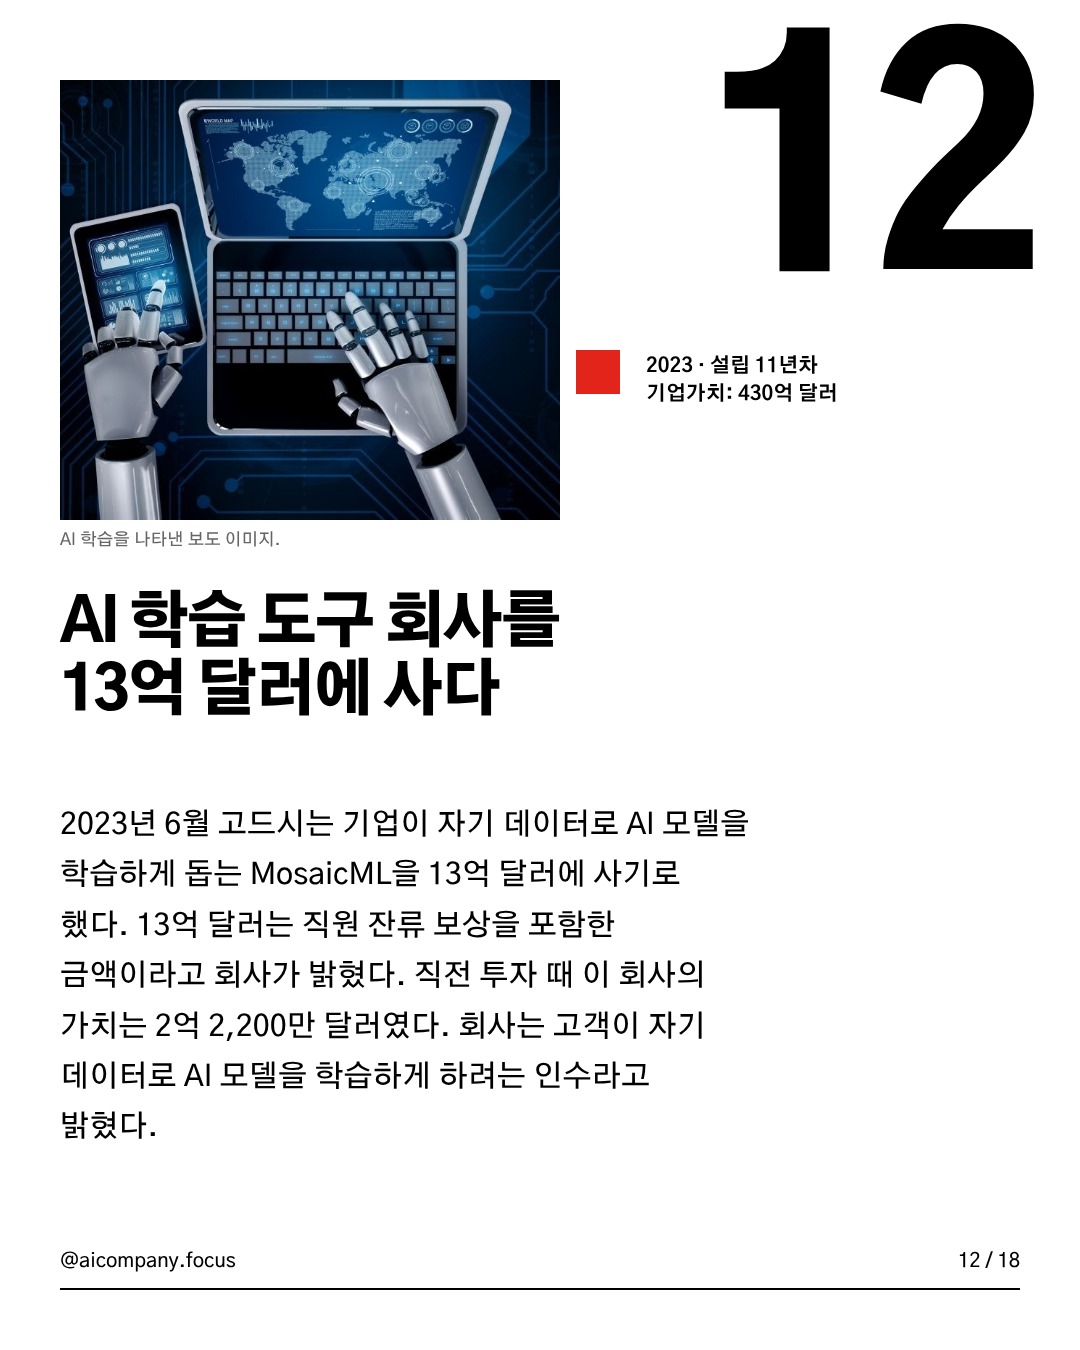 12
WORLD MAP
2023 · 설립 11년차
기업가치: 430억 달러
AI 학습을 나타낸 보도 이미지.
AI 학습 도구 회사를
13억 달러에 사다
2023년 6월 고드시는 기업이 자기 데이터로 AI 모델을
학습하게 돕는 MosaicML을 13억 달러에 사기로
했다. 13억 달러는 직원 잔류 보상을 포함한
금액이라고 회사가 밝혔다. 직전 투자 때 이 회사의
가치는 2억 2,200만 달러였다. 회사는 고객이 자기
데이터로 AI 모델을 학습하게 하려는 인수라고
밝혔다.
@aicompany.focus
12 / 18